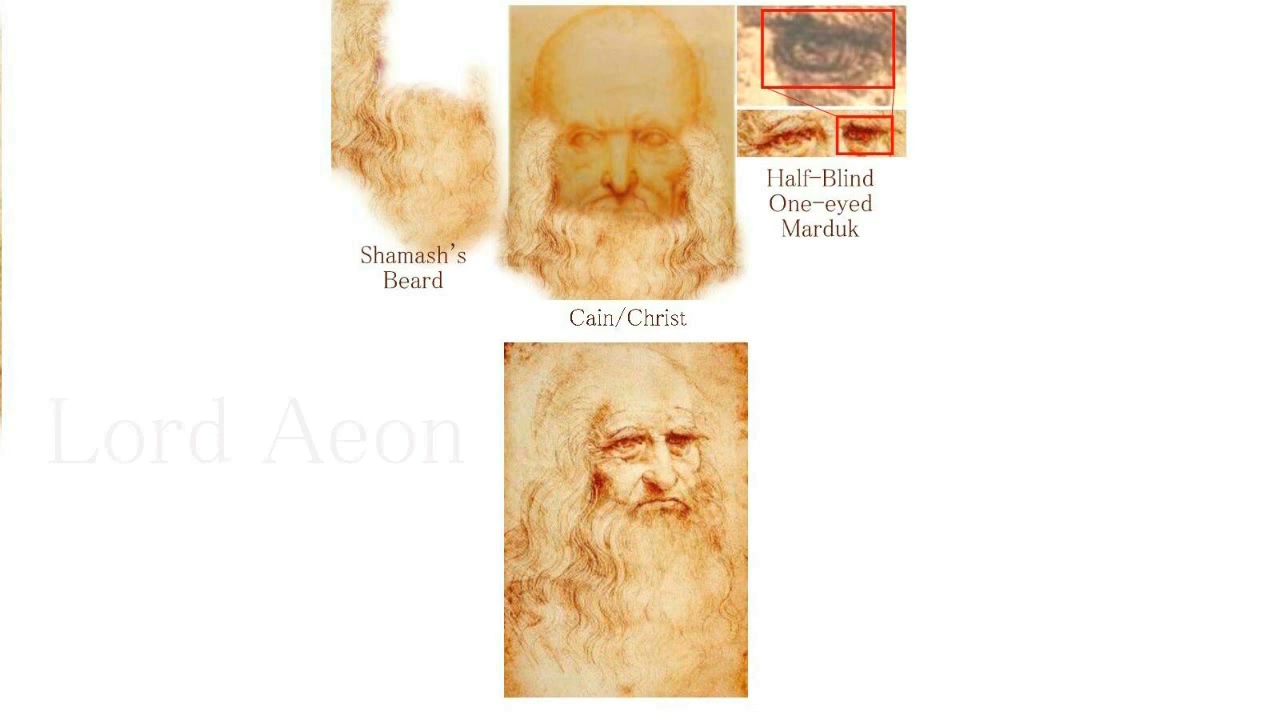 Half-Blind
One-eyed
Marduk
Shamash's
Beard
Cain/Christ
Lord Aeon